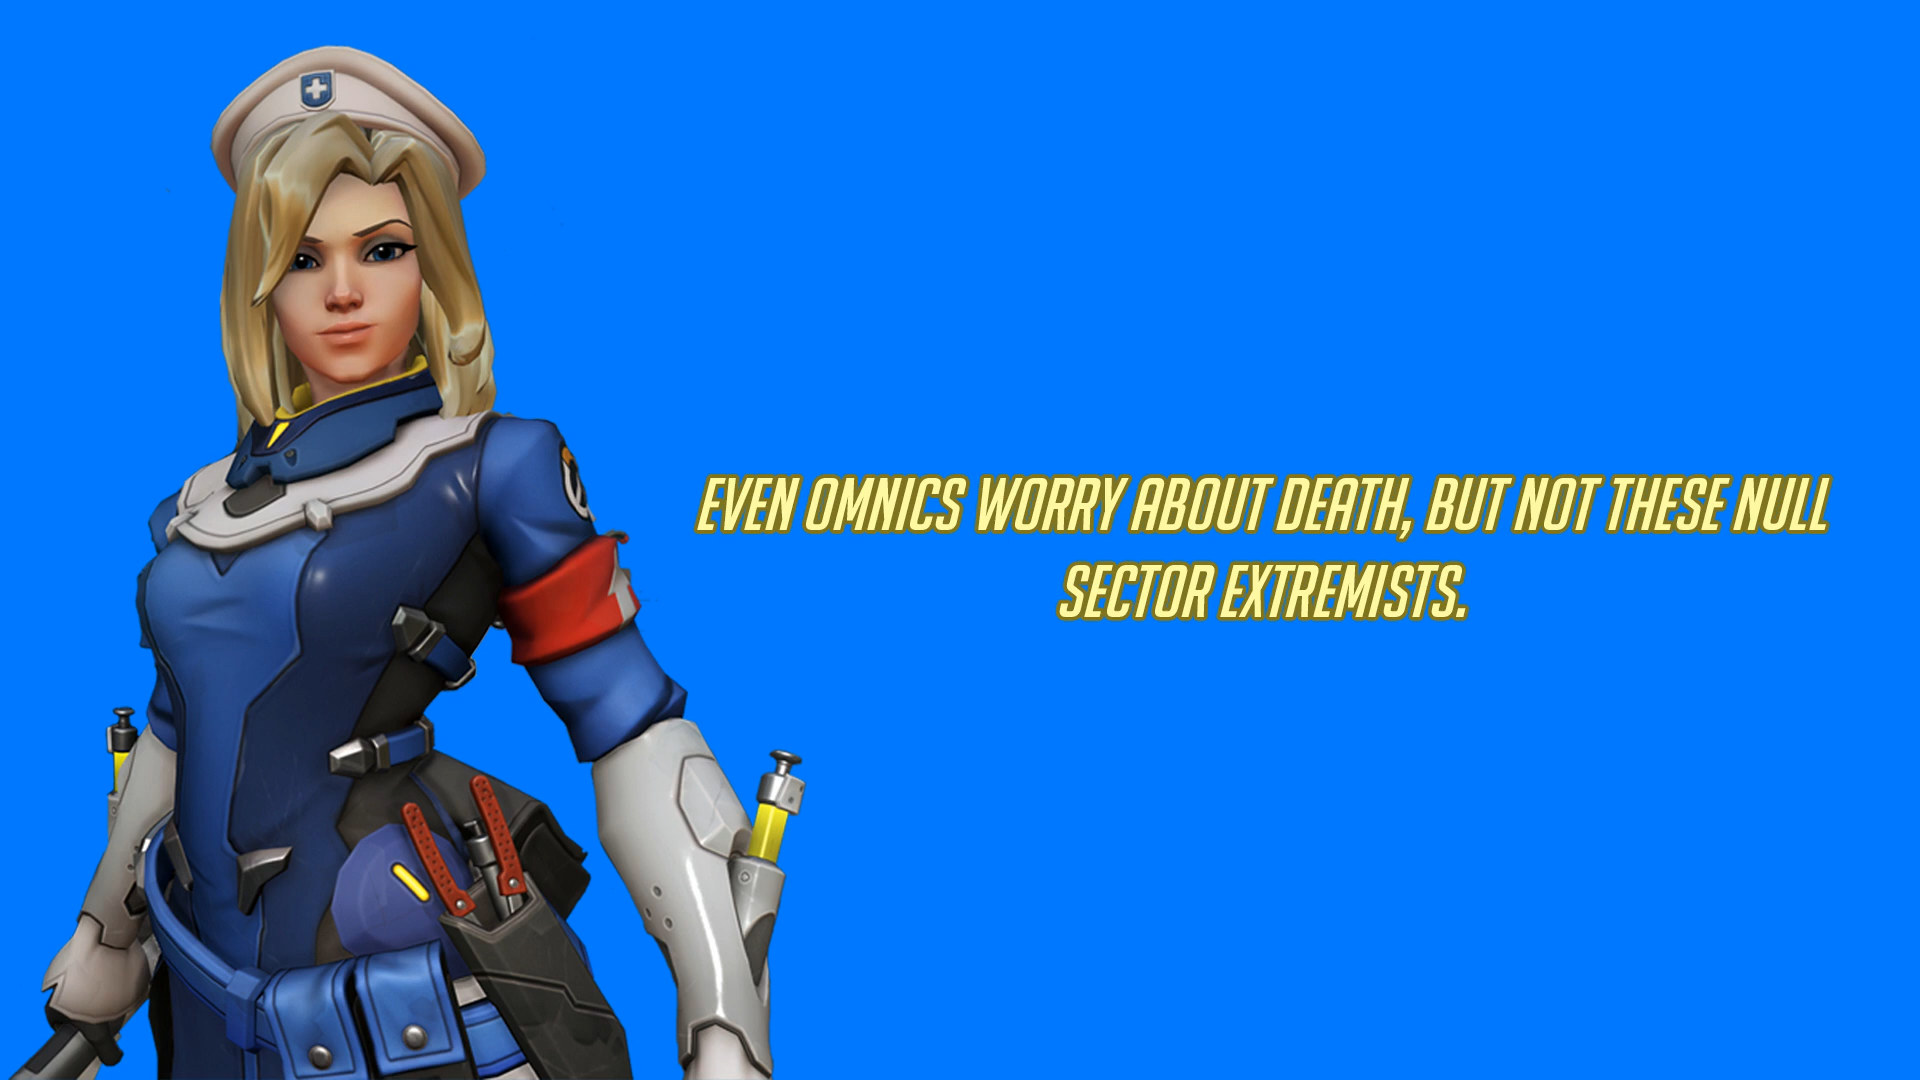 EVEN OMNICS WORRY ABOUT DEATH, BUT NOT THESE NULL
SECTOR EXTREMISTS.